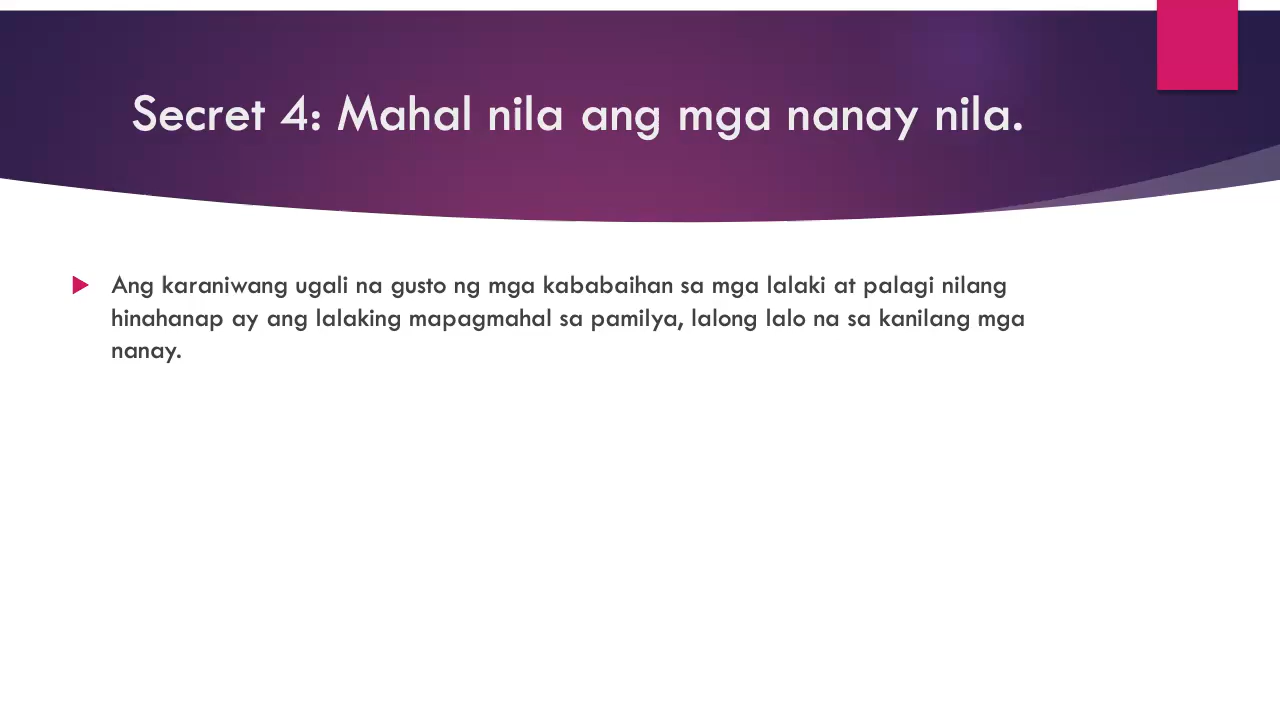 Secret 4: Mahal nila ang mga nanay nila.
Ang karaniwang ugali na gusto ng mga kababaihan sa mga lalaki at palagi nilang
hinahanap ay ang lalaking mapagmahal sa pamilya, lalong lalo na sa kanilang mga
nanay.